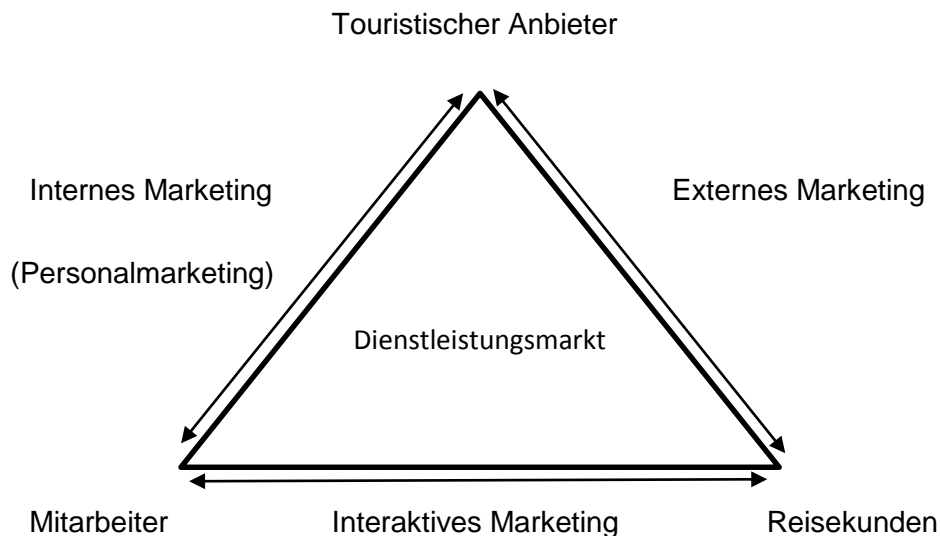 Touristischer Anbieter
Internes Marketing
Externes Marketing
(Personalmarketing)
Dienstleistungsmarkt
Mitarbeiter
Interaktives Marketing
Reisekunden